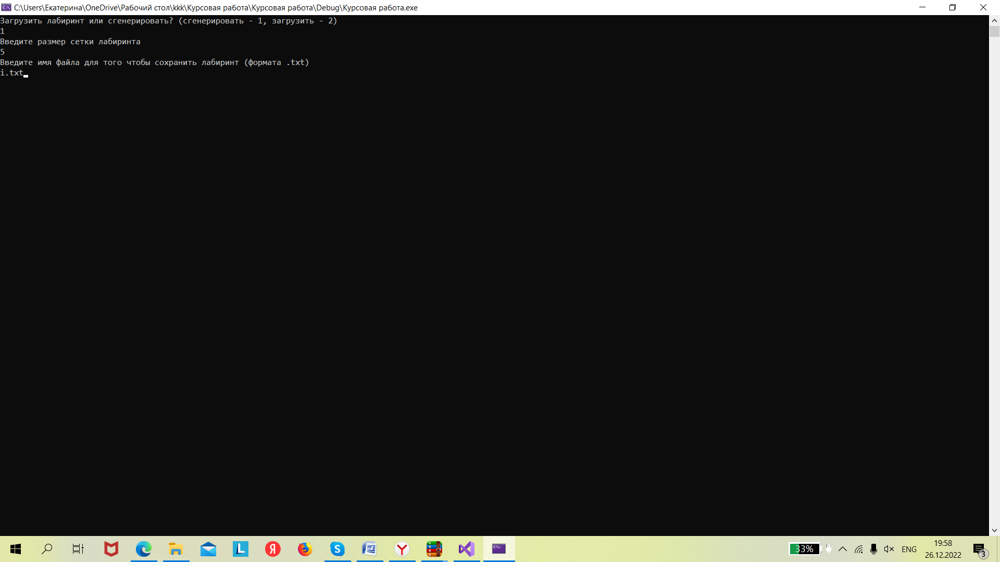 C:\Users\Екатерина\OneDrive\Рабочий стол\kkk\Курсовая работа\Курсовая работа\Debug\Курсовая работа.exe
Загрузить лабиринт или сгенерировать? (сгенерировать - 1, загрузить - 2)
1
Введите размер сетки лабиринта
5
Введите имя файла для того чтобы сохранить лабиринт (формата .txt)
i.txt
33%
ENG
19:58
26.12.2022
3